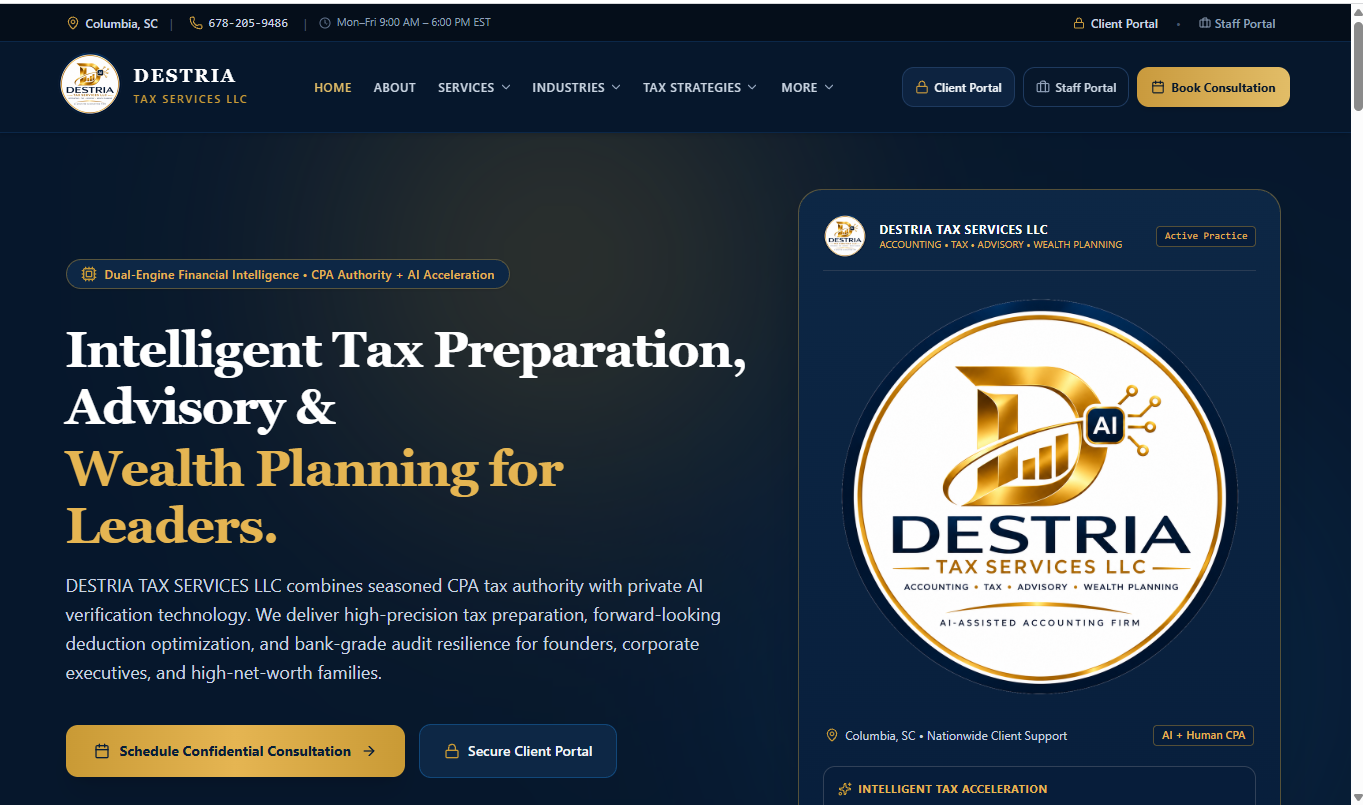 Columbia, SC | 678-205-9486 | Mon–Fri 9:00 AM – 6:00 PM EST
Client Portal • Staff Portal
DESTRIA
TAX SERVICES LLC
DESTRIA
HOME ABOUT SERVICES INDUSTRIES TAX STRATEGIES MORE
Client Portal
Staff Portal
Book Consultation
Dual-Engine Financial Intelligence • CPA Authority + AI Acceleration
Intelligent Tax Preparation,
Advisory &
Wealth Planning for
Leaders.
DESTRIA TAX SERVICES LLC combines seasoned CPA tax authority with private AI
verification technology. We deliver high-precision tax preparation, forward-looking
deduction optimization, and bank-grade audit resilience for founders, corporate
executives, and high-net-worth families.
Schedule Confidential Consultation →
Secure Client Portal
DESTRIA
DESTRIA TAX SERVICES LLC
ACCOUNTING • TAX • ADVISORY • WEALTH PLANNING
Active Practice
AI
DESTRIA
TAX SERVICES LLC
ACCOUNTING • TAX • ADVISORY • WEALTH PLANNING
AI-ASSISTED ACCOUNTING FIRM
Columbia, SC • Nationwide Client Support
AI + Human CPA
INTELLIGENT TAX ACCELERATION